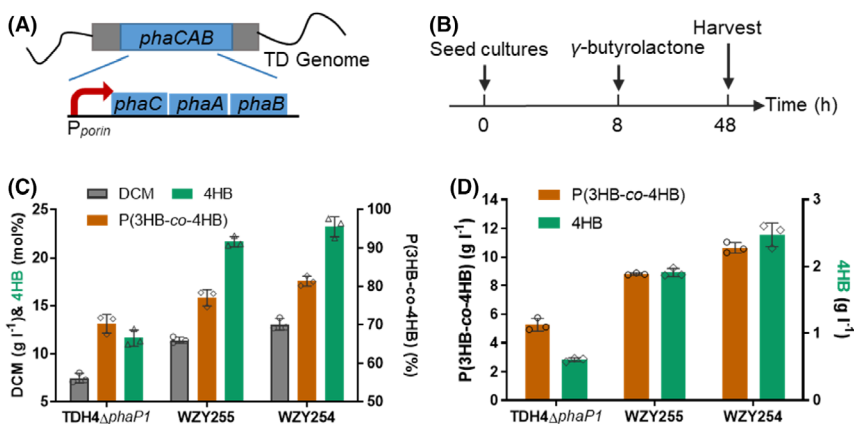 (A)
phaCAB
TD Genome
phaC phaA phaB
Pporin
(B)
Seed cultures
γ-butyrolactone
Harvest
Time (h)
0 8 48
(C)
DCM
4HB
P(3HB-co-4HB)
DCM (g l-1)& 4HB (mol%)
25
20
15
10
5
P(3HB-co-4HB) (%)
100
90
80
70
60
50
TDH4ΔphaP1 WZY255 WZY254
(D)
P(3HB-co-4HB)
4HB
P(3HB-co-4HB) (g l-1)
14
12
10
8
6
4
2
0
4HB (g l-1)
3
2
1
0
TDH4ΔphaP1 WZY255 WZY254